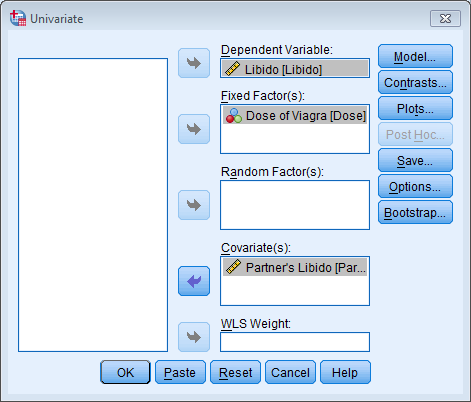 Univariate
Dependent Variable:
Libido [Libido]
Fixed Factor(s):
Dose of Viagra [Dose]
Random Factor(s):
Covariate(s):
Partner's Libido [Par...
WLS Weight:
Model...
Contrasts...
Plots...
Post Hoc...
Save...
Options...
Bootstrap...
OK
Paste
Reset
Cancel
Help